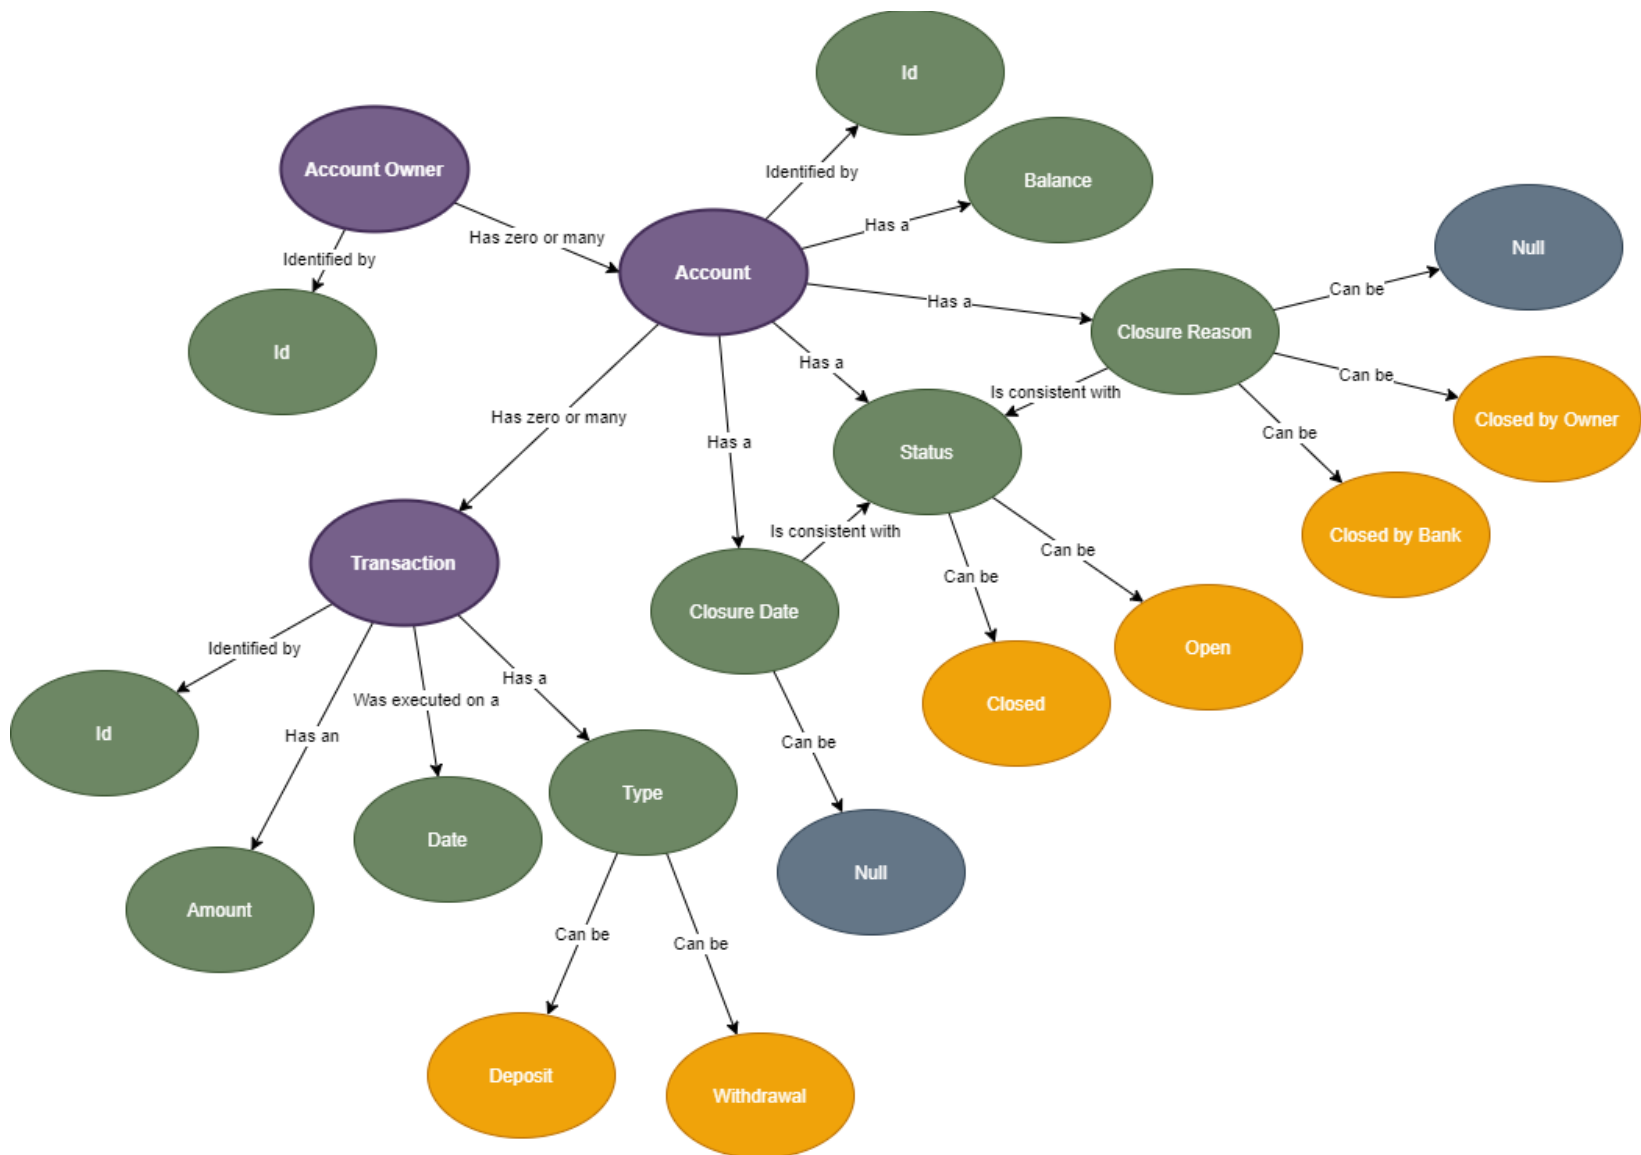 Id
Account Owner
Identified by
Balance
Has a
Has zero or many
Null
Identified by
Account
Can be
Has a
Closure Reason
Id
Has a
Can be
Is consistent with
Closed by Owner
Has zero or many
Can be
Has a
Status
Is consistent with
Closed by Bank
Can be
Transaction
Can be
Closure Date
Identified by
Open
Has a
Was executed on a
Closed
Id
Has an
Can be
Type
Date
Null
Amount
Can be
Can be
Deposit
Withdrawal